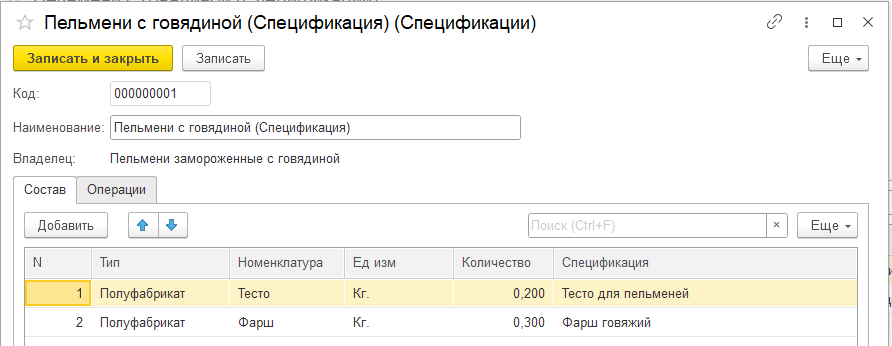 Пельмени с говядиной (Спецификация) (Спецификации)
Записать и закрыть Записать Еще
Код: 000000001
Наименование: Пельмени с говядиной (Спецификация)
Владелец: Пельмени замороженные с говядиной
Состав Операции
Добавить Поиск (Ctrl+F) × Еще
N Тип Номенклатура Ед изм Количество Спецификация
1 Полуфабрикат Тесто Кг. 0,200 Тесто для пельменей
2 Полуфабрикат Фарш Кг. 0,300 Фарш говяжий